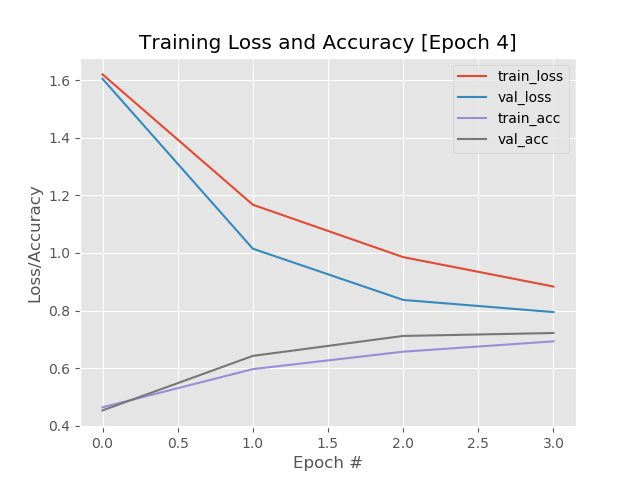 Training Loss and Accuracy [Epoch 4]
train_loss
val_loss
train_acc
val_acc
Loss/Accuracy
1.6
1.4
1.2
1.0
0.8
0.6
0.4
0.0 0.5 1.0 1.5 2.0 2.5 3.0
Epoch #